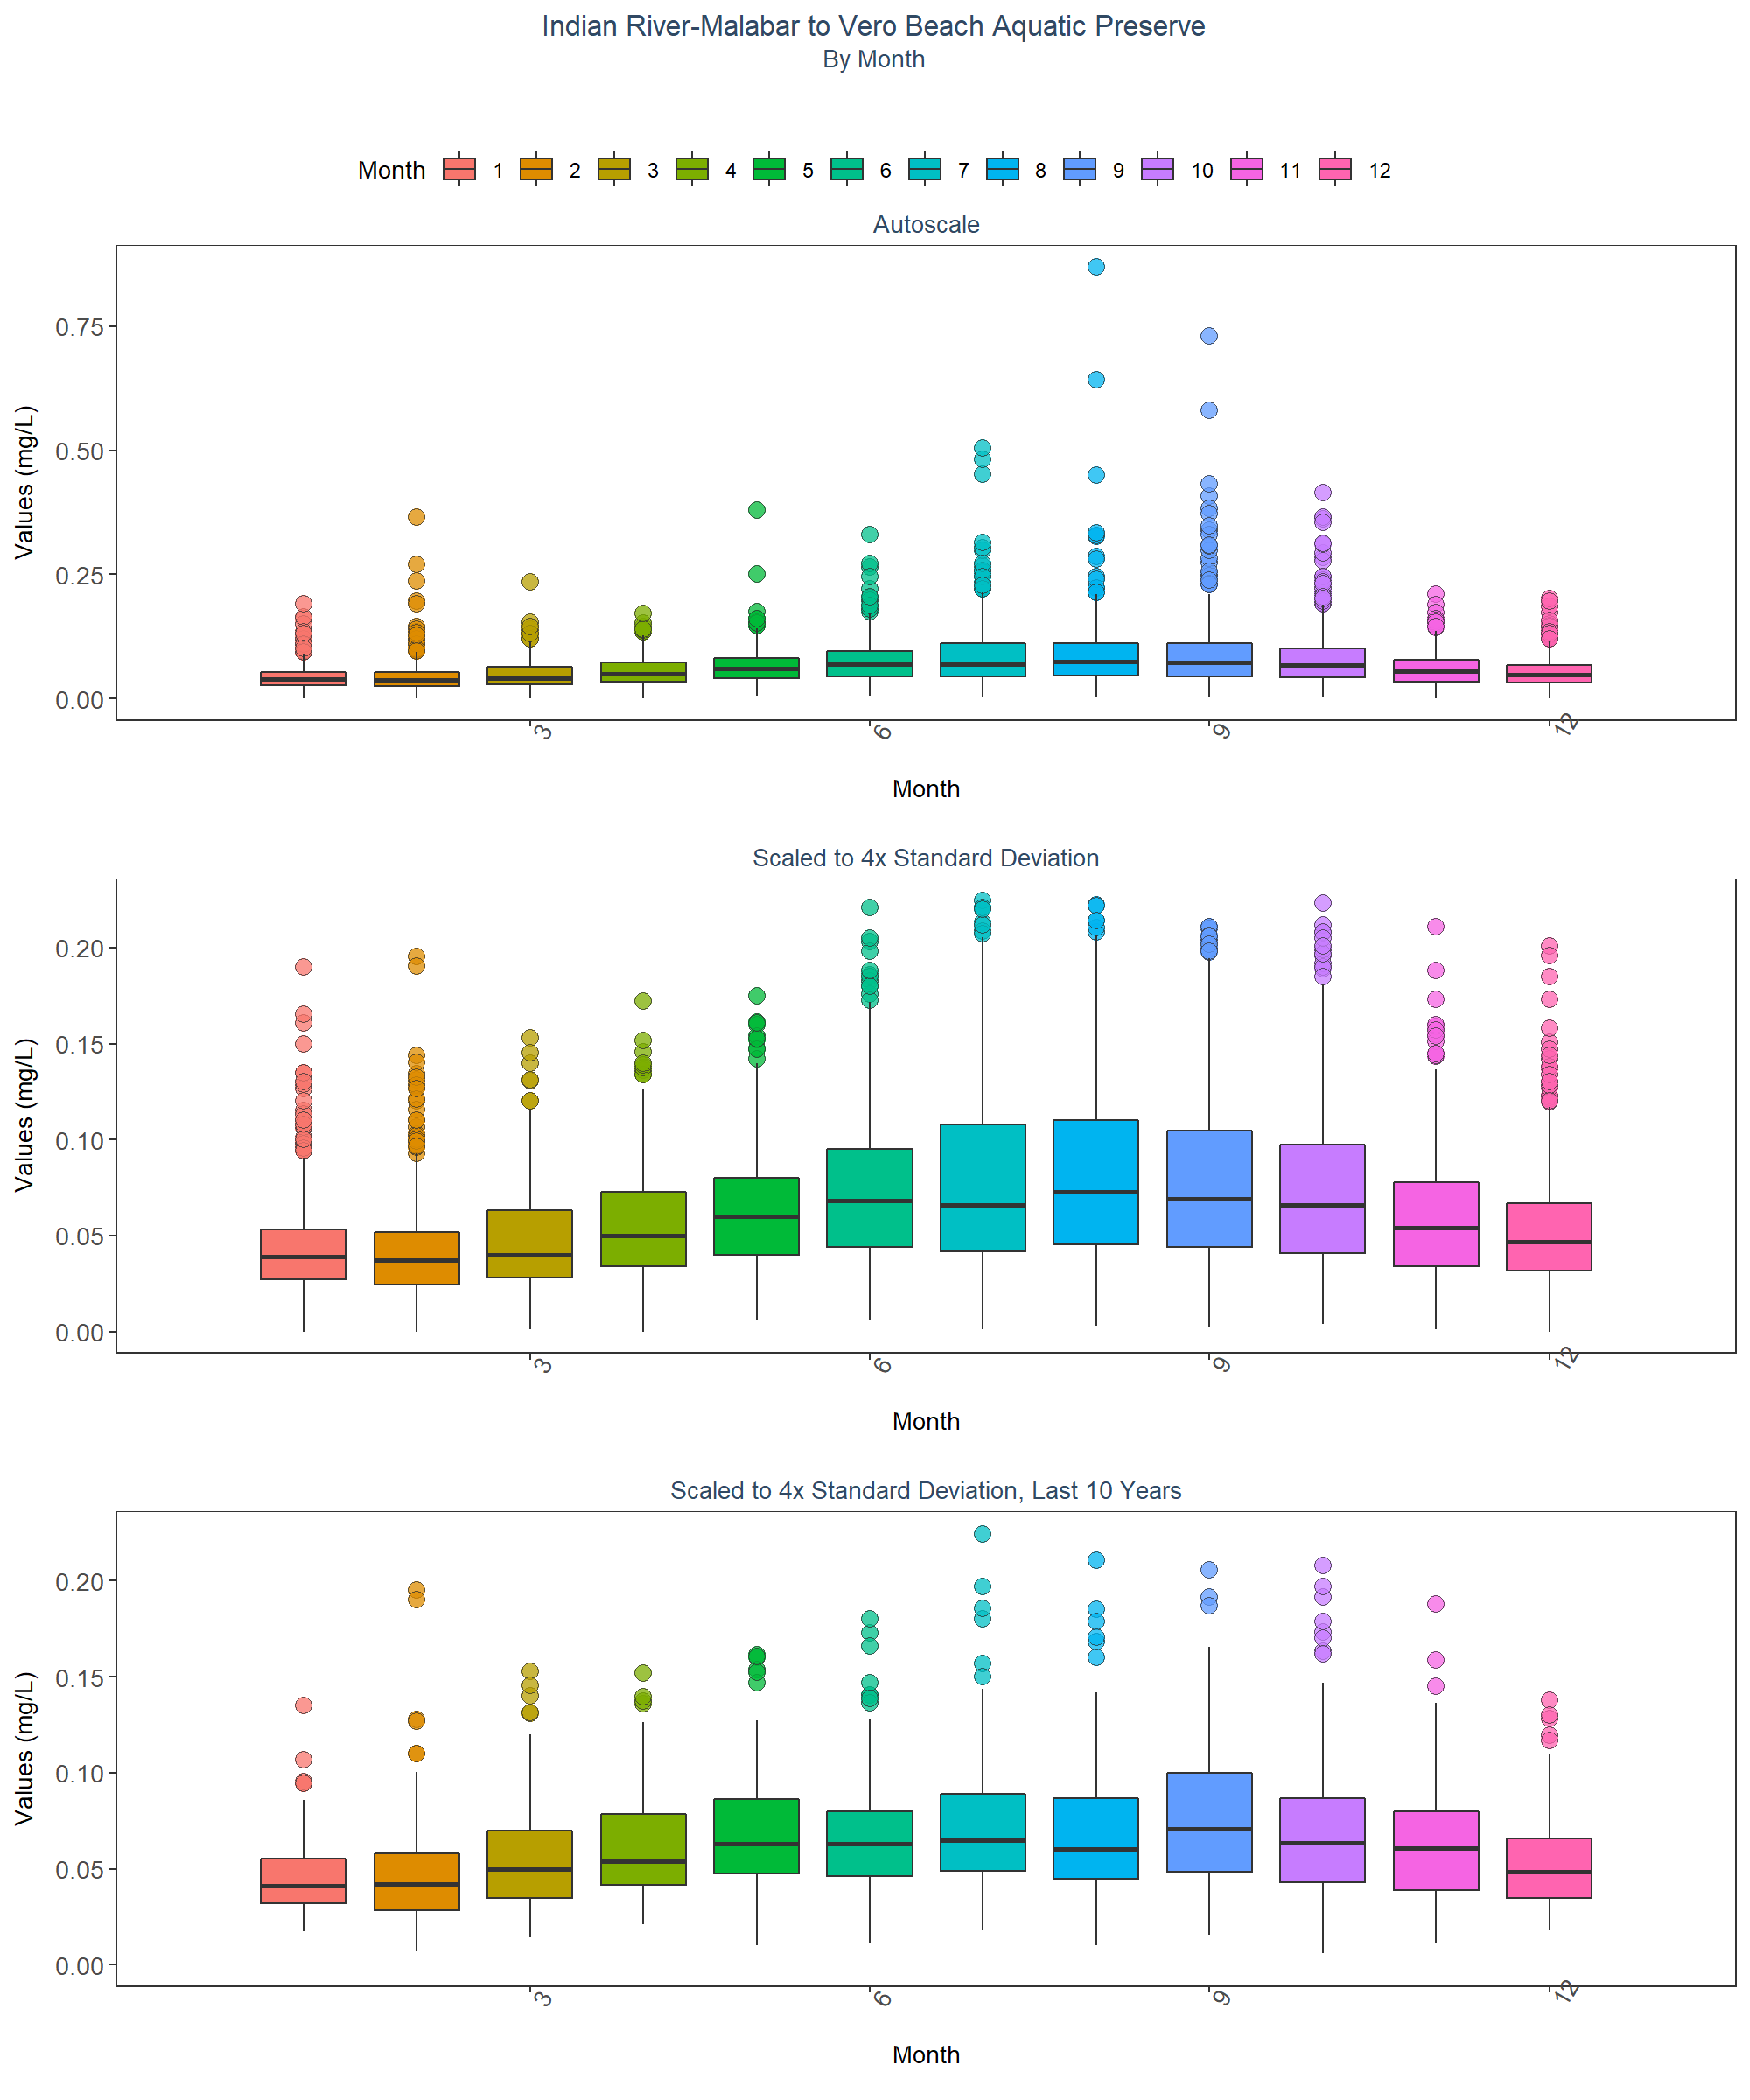 Indian River-Malabar to Vero Beach Aquatic Preserve
By Month
Month 1 2 3 4 5 6 7 8 9 10 11 12
Autoscale
Values (mg/L)
0.75
0.50
0.25
0.00
3 6 9 12
Month
Scaled to 4x Standard Deviation
Values (mg/L)
0.20
0.15
0.10
0.05
0.00
3 6 9 12
Month
Scaled to 4x Standard Deviation, Last 10 Years
Values (mg/L)
0.20
0.15
0.10
0.05
0.00
3 6 9 12
Month